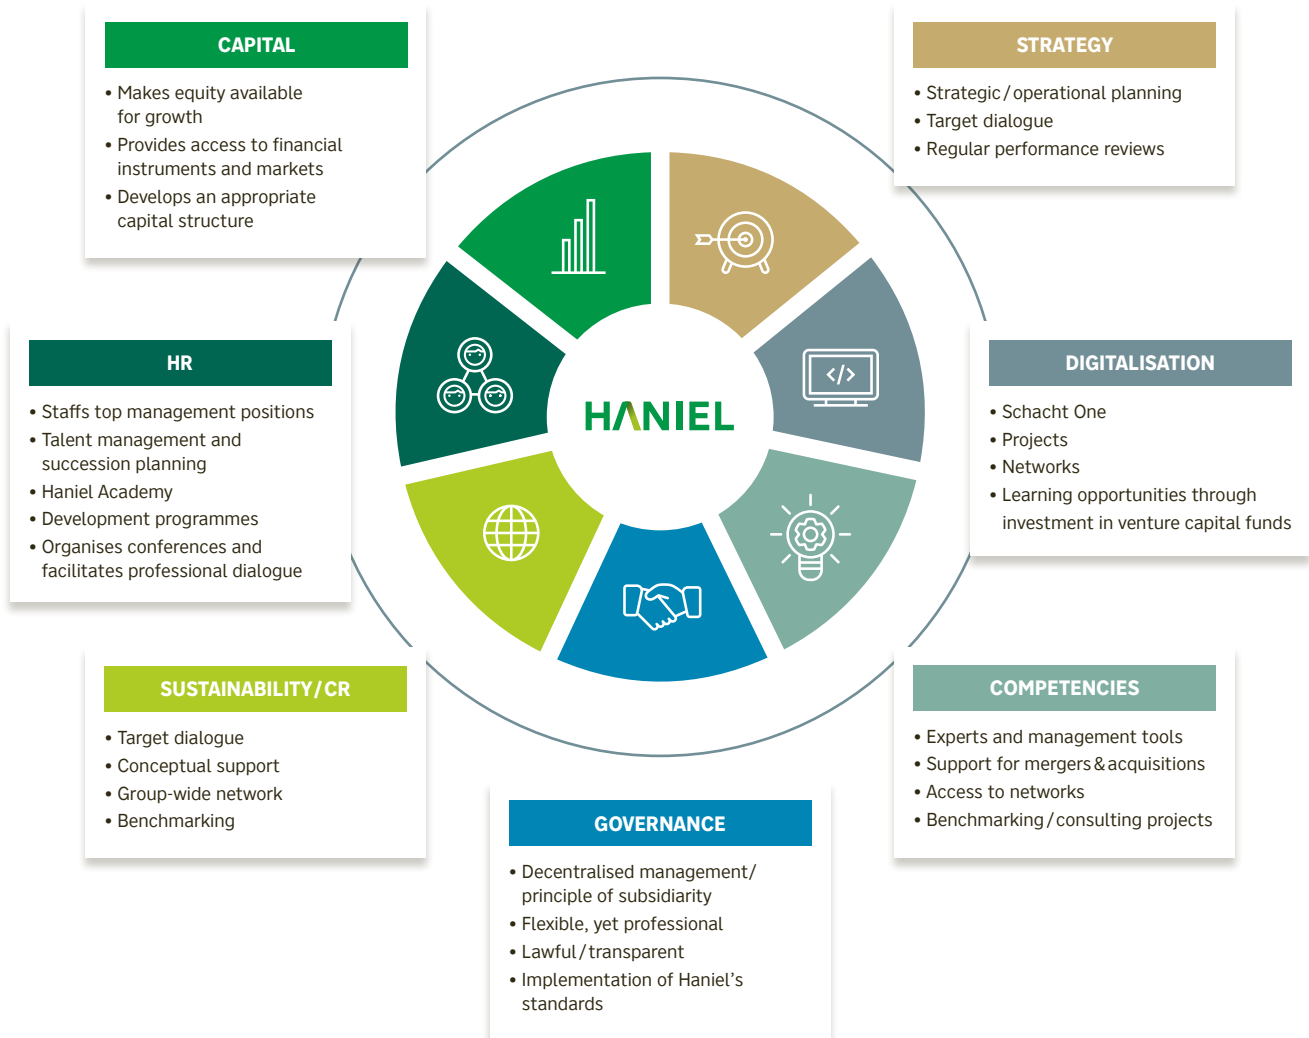 CAPITAL
• Makes equity available
for growth
• Provides access to financial
instruments and markets
• Develops an appropriate
capital structure
STRATEGY
• Strategic / operational planning
• Target dialogue
• Regular performance reviews
HR
• Staffs top management positions
• Talent management and
succession planning
• Haniel Academy
• Development programmes
• Organises conferences and
facilitates professional dialogue
</>
HANIEL
DIGITALISATION
• Schacht One
• Projects
• Networks
• Learning opportunities through
investment in venture capital funds
SUSTAINABILITY / CR
• Target dialogue
• Conceptual support
• Group-wide network
• Benchmarking
COMPETENCIES
• Experts and management tools
• Support for mergers & acquisitions
• Access to networks
• Benchmarking / consulting projects
GOVERNANCE
• Decentralised management/
principle of subsidiarity
• Flexible, yet professional
• Lawful / transparent
• Implementation of Haniel's
standards